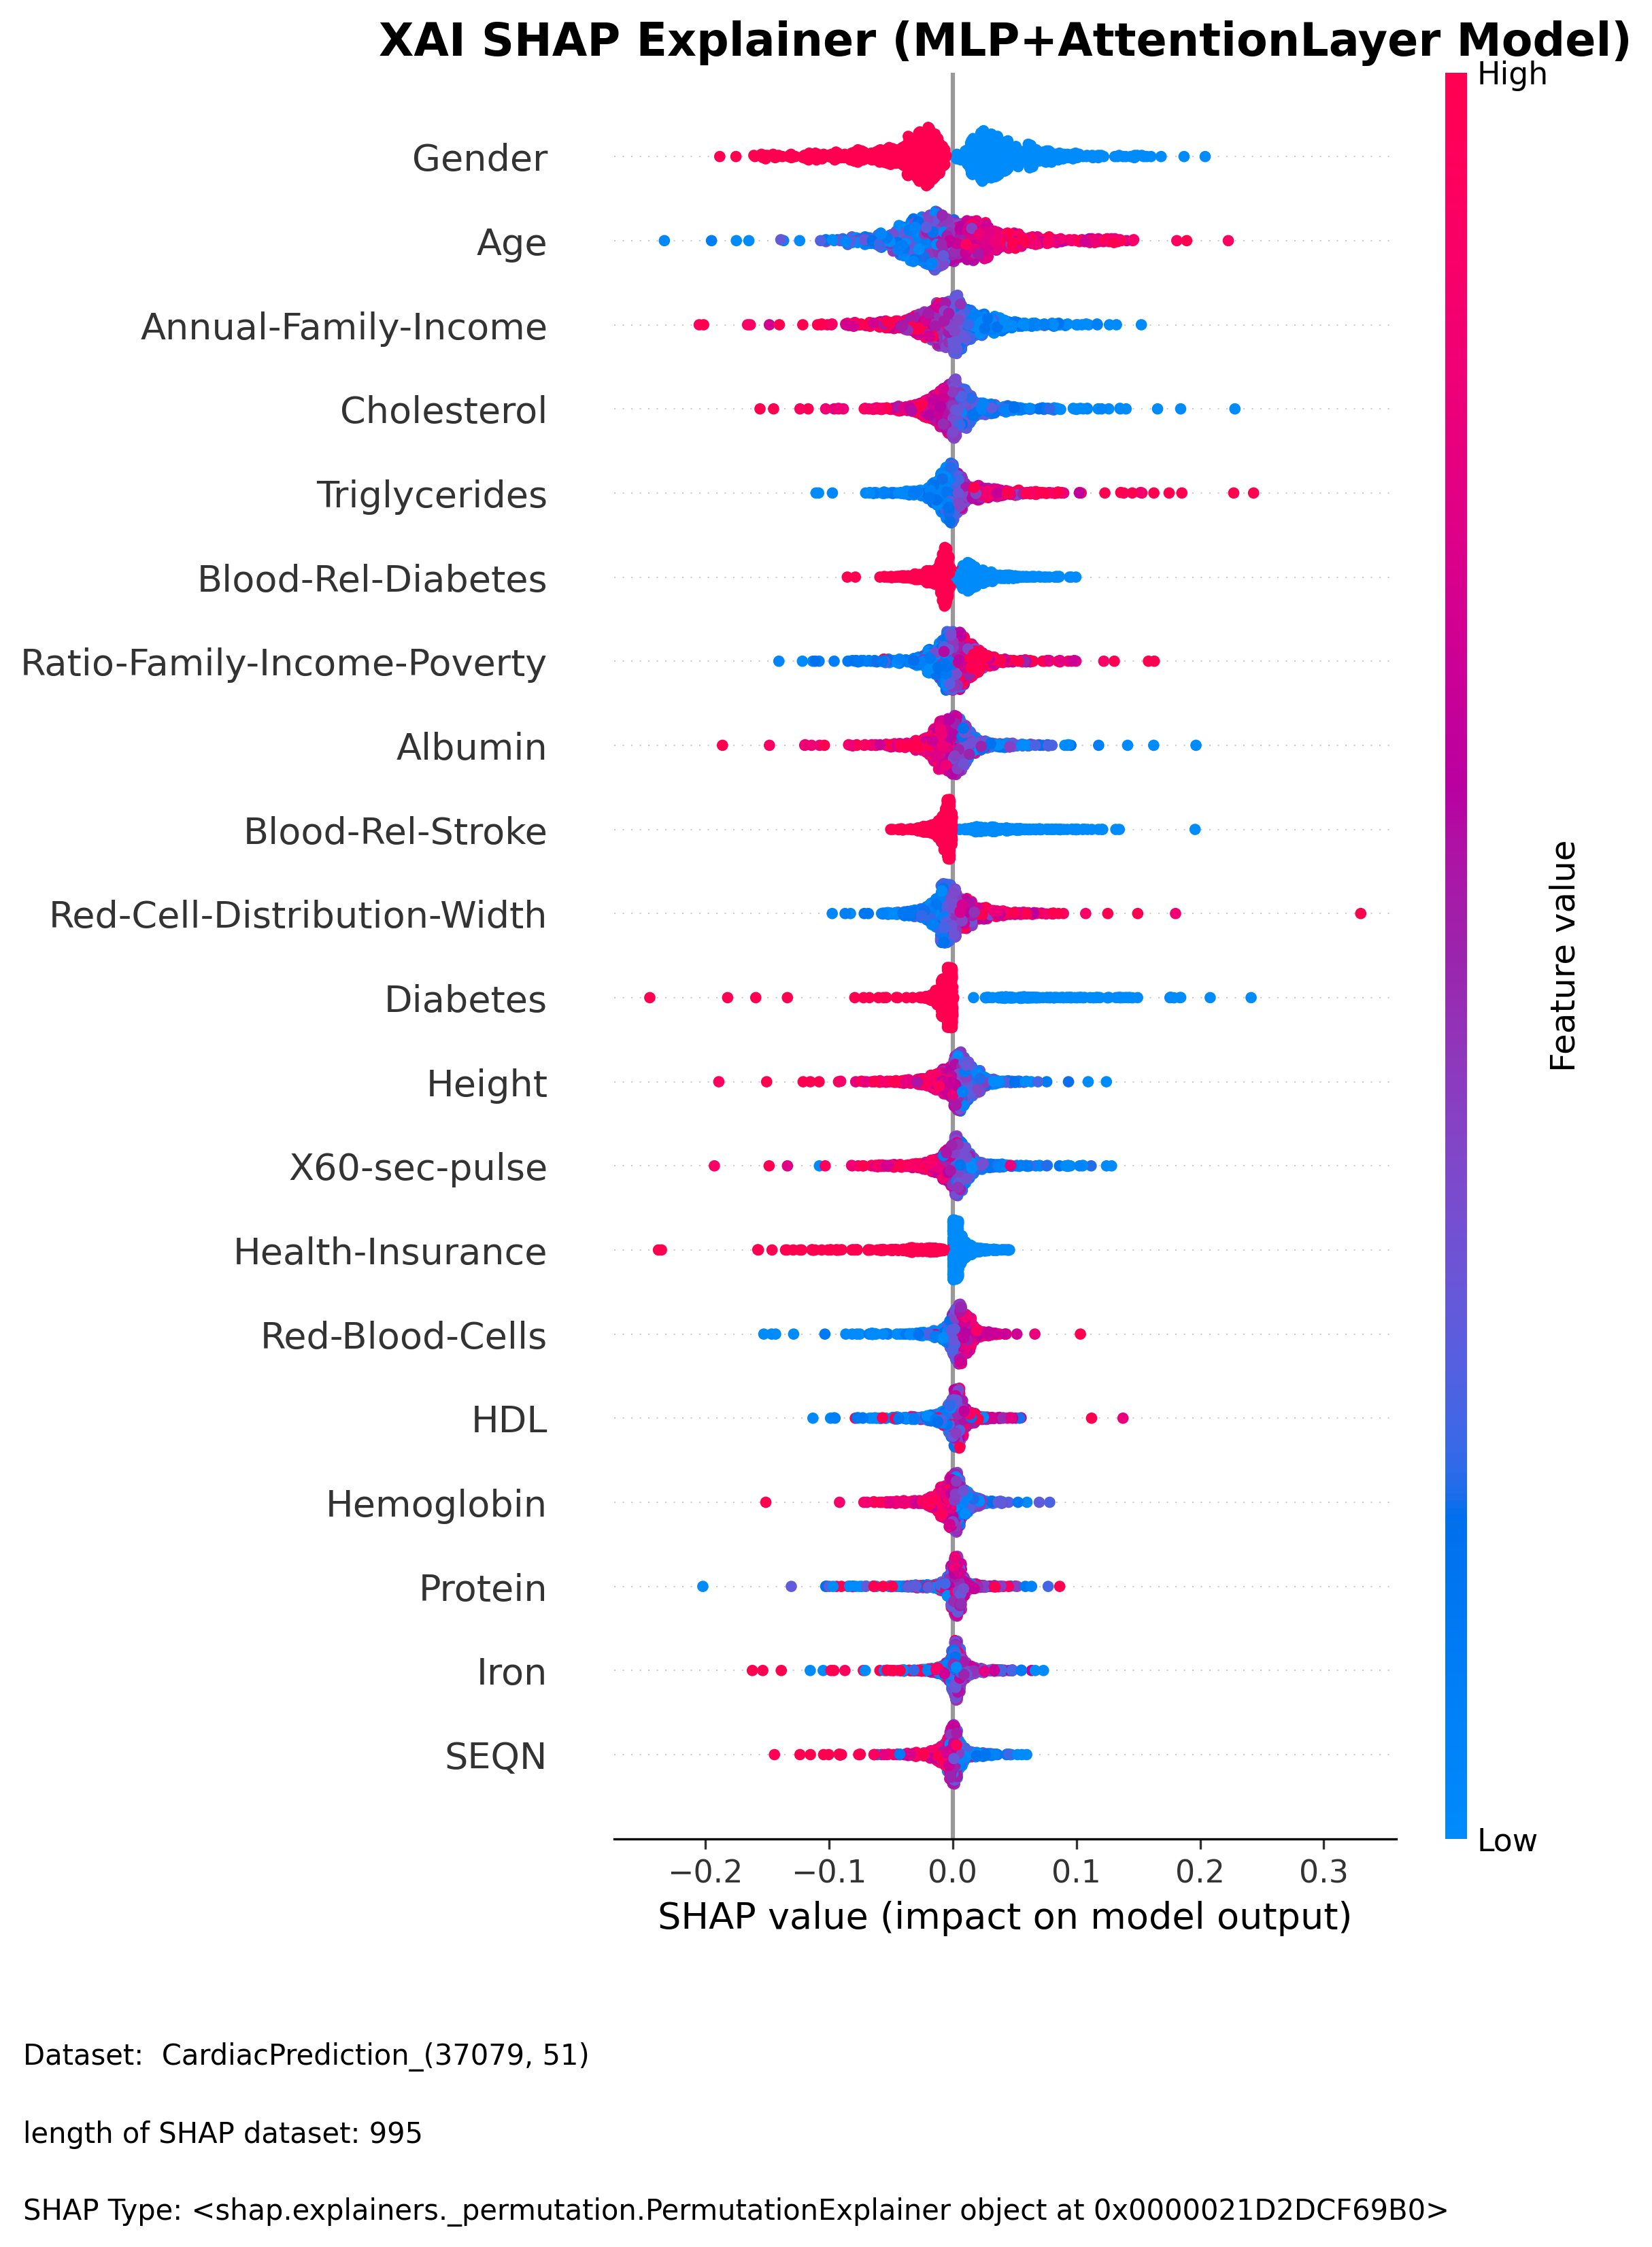 XAI SHAP Explainer (MLP+AttentionLayer Model)
High
Gender
Age
Annual-Family-Income
Cholesterol
Triglycerides
Blood-Rel-Diabetes
Ratio-Family-Income-Poverty
Albumin
Blood-Rel-Stroke
Red-Cell-Distribution-Width
Diabetes
Height
X60-sec-pulse
Health-Insurance
Red-Blood-Cells
HDL
Hemoglobin
Protein
Iron
SEQN
Feature value
Low
−0.2 −0.1 0.0 0.1 0.2 0.3
SHAP value (impact on model output)
Dataset:  CardiacPrediction_(37079, 51)
length of SHAP dataset: 995
SHAP Type: <shap.explainers._permutation.PermutationExplainer object at 0x0000021D2DCF69B0>